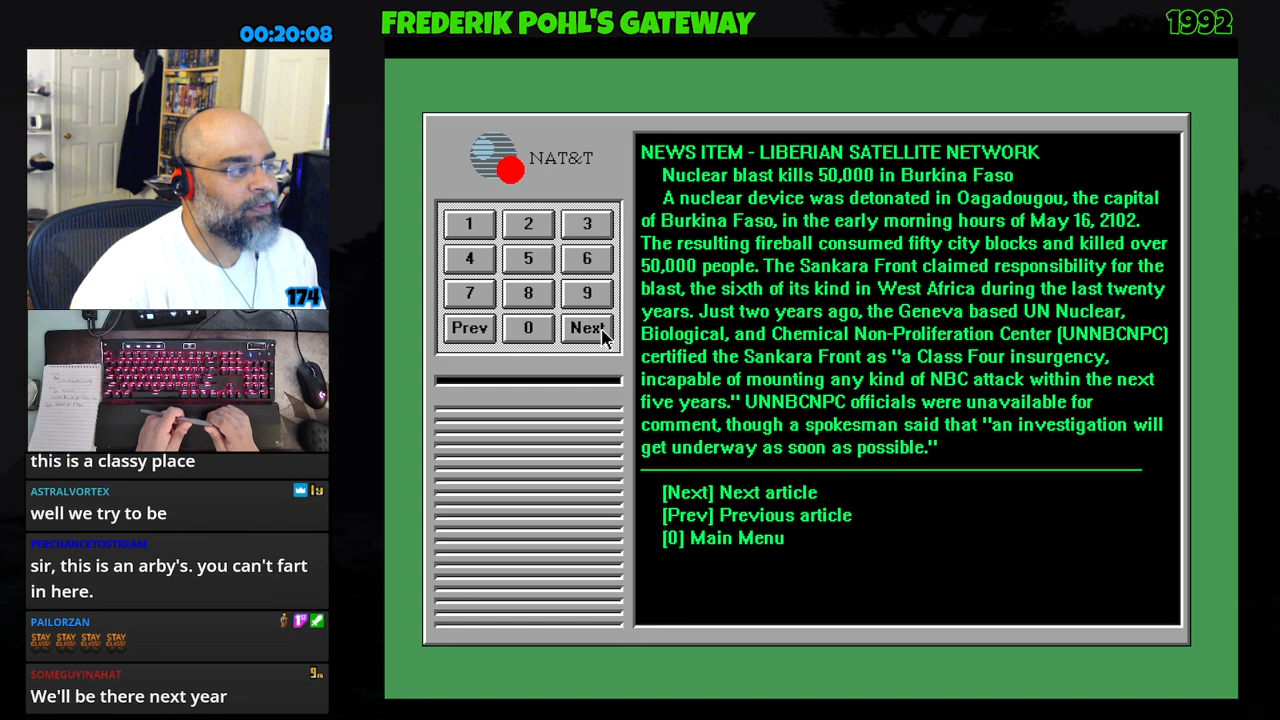 00:20:08
FREDERIK POHL'S GATEWAY
1992
174
this is a classy place
ASTRALVORTEX
1y
well we try to be
PERCHANCETOSTREAM
sir, this is an arby's. you can't fart
in here.
PAILORZAN
STAY CLASSY STAY CLASSY STAY CLASSY STAY CLASSY
SOMEGUYINAHAT
9m
We'll be there next year
NAT&T
1 2 3
4 5 6
7 8 9
Prev 0 Next
NEWS ITEM - LIBERIAN SATELLITE NETWORK
Nuclear blast kills 50,000 in Burkina Faso
A nuclear device was detonated in Oagadougou, the capital
of Burkina Faso, in the early morning hours of May 16, 2102.
The resulting fireball consumed fifty city blocks and killed over
50,000 people. The Sankara Front claimed responsibility for the
blast, the sixth of its kind in West Africa during the last twenty
years. Just two years ago, the Geneva based UN Nuclear,
Biological, and Chemical Non-Proliferation Center (UNNBCNPC)
certified the Sankara Front as "a Class Four insurgency,
incapable of mounting any kind of NBC attack within the next
five years." UNNBCNPC officials were unavailable for
comment, though a spokesman said that "an investigation will
get underway as soon as possible."
[Next] Next article
[Prev] Previous article
[0] Main Menu